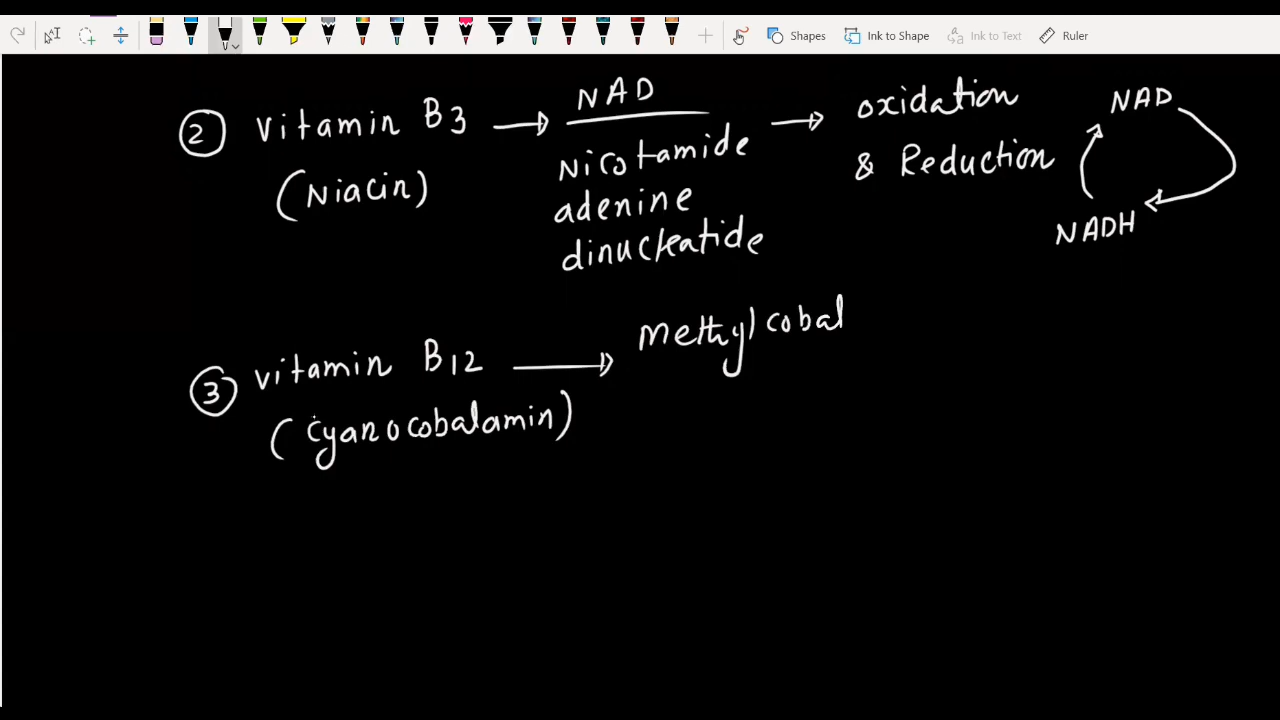 Shapes Ink to Shape Ink to Text Ruler
② vitamin B3 → NAD → oxidation
(Niacin) Nicotamide & Reduction
adenine
dinucleatide
NAD
NADH
③ vitamin B12 → Methylcobal
(cyanocobalamin)